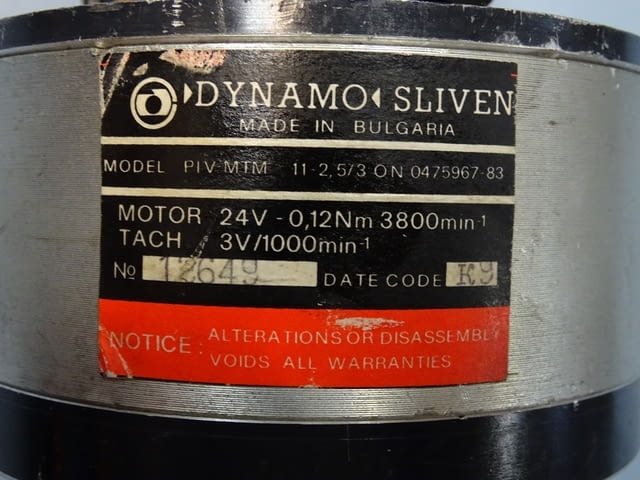 DYNAMO SLIVEN
MADE IN BULGARIA
MODEL PIV-MTM 11-2,5/3 ON 0475967-83
MOTOR 24V - 0,12Nm 3800min-1
TACH 3V/1000min-1
No 12649 DATE CODE K9
NOTICE: ALTERATIONS OR DISASSEMBLY
VOIDS ALL WARRANTIES